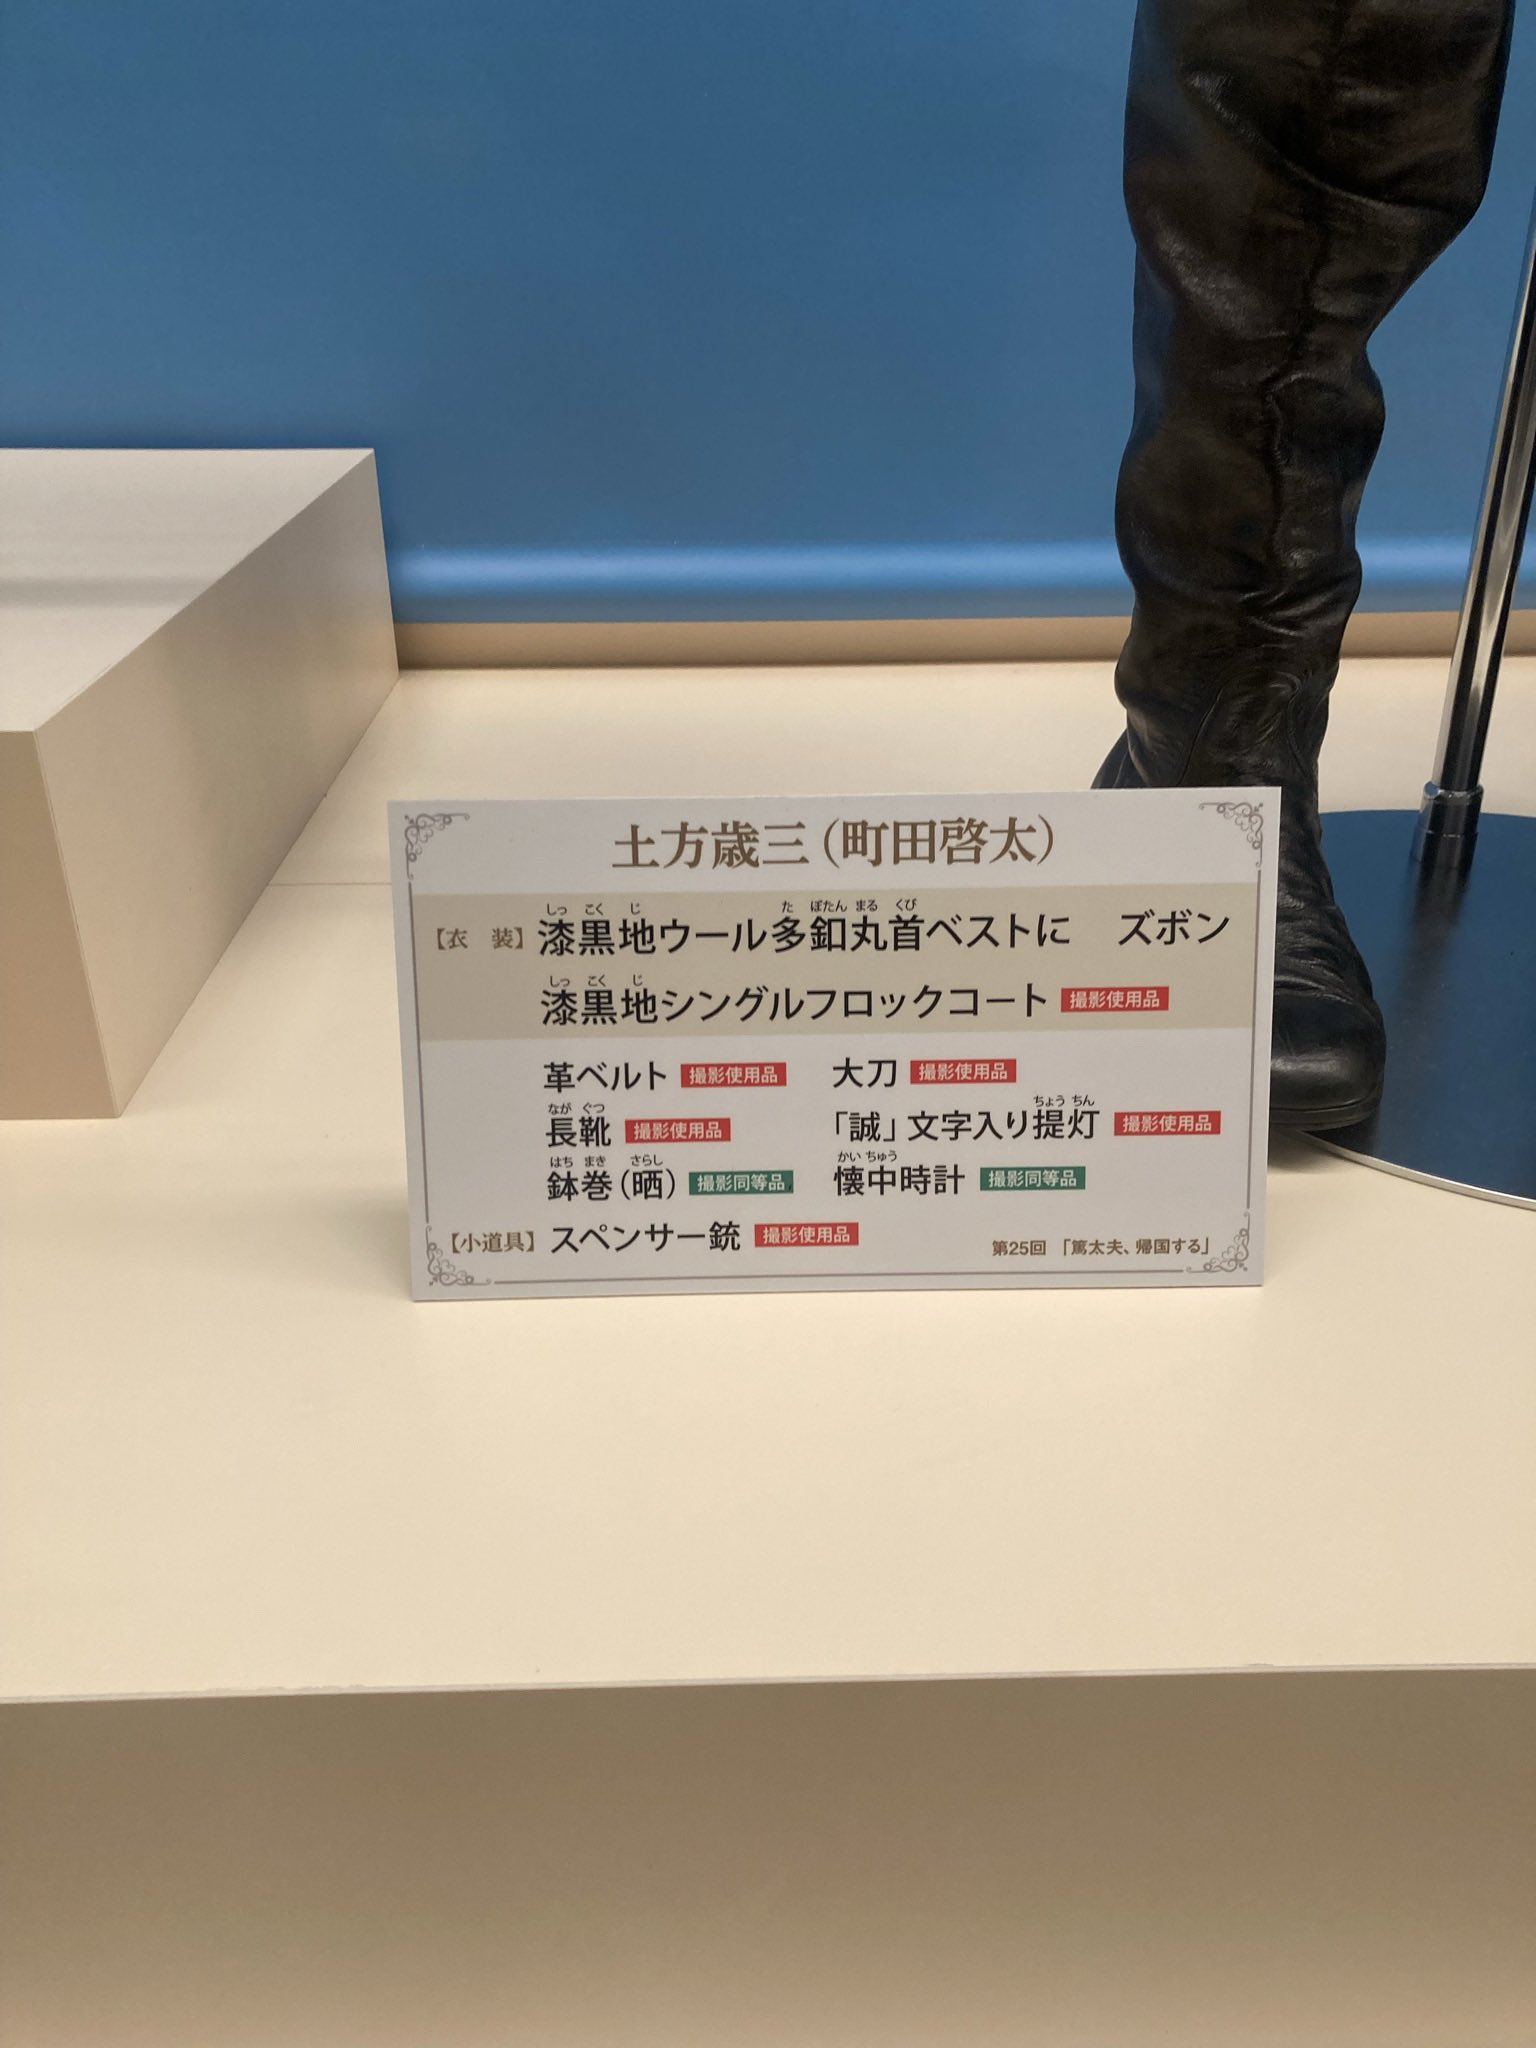 土方歳三（町田啓太）
【衣　装】漆黒地ウール多釦丸首ベストに　ズボン
漆黒地シングルフロックコート 撮影使用品
革ベルト 撮影使用品　大刀 撮影使用品
長靴 撮影使用品　「誠」文字入り提灯 撮影使用品
鉢巻（晒） 撮影同等品　懐中時計 撮影同等品
【小道具】スペンサー銃 撮影使用品　第25回　「篤太夫、帰国する」